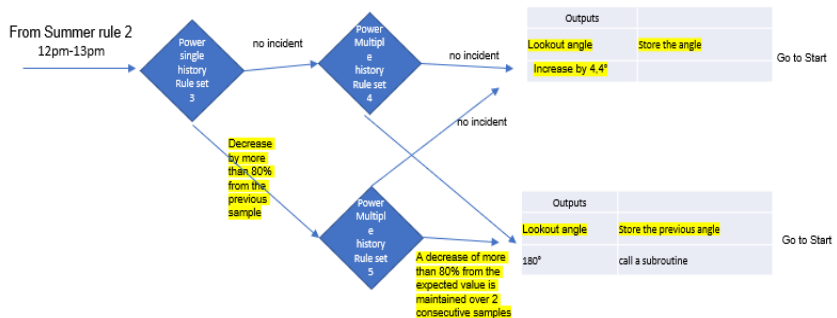 From Summer rule 2
12pm-13pm
Power
single
history
Rule set
3
no incident
Power
Multipl
e
history
Rule set
4
no incident
Outputs
Lookout angle
Store the angle
Increase by 4,4°
Go to Start
no incident
Decrease
by more
than 80%
from the
previous
sample
Power
Multipl
e
history
Rule set
5
A decrease of more
than 80% from the
expected value is
maintained over 2
consecutive samples
Outputs
Lookout angle
Store the previous angle
180°
call a subroutine
Go to Start